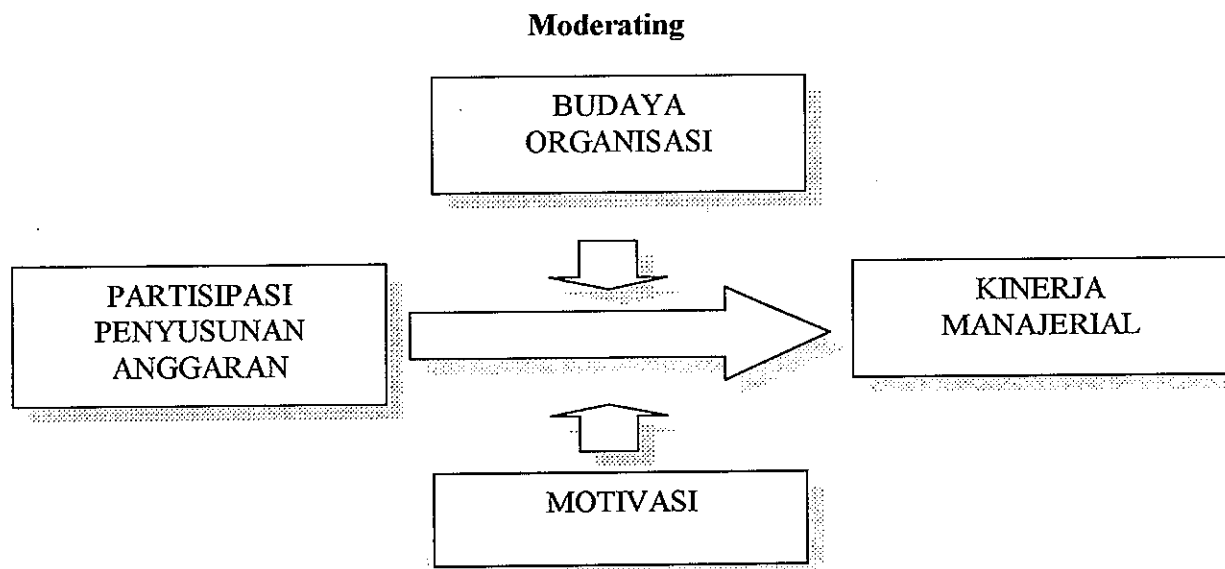 Moderating
BUDAYA
ORGANISASI
PARTISIPASI
PENYUSUNAN
ANGGARAN
KINERJA
MANAJERIAL
MOTIVASI